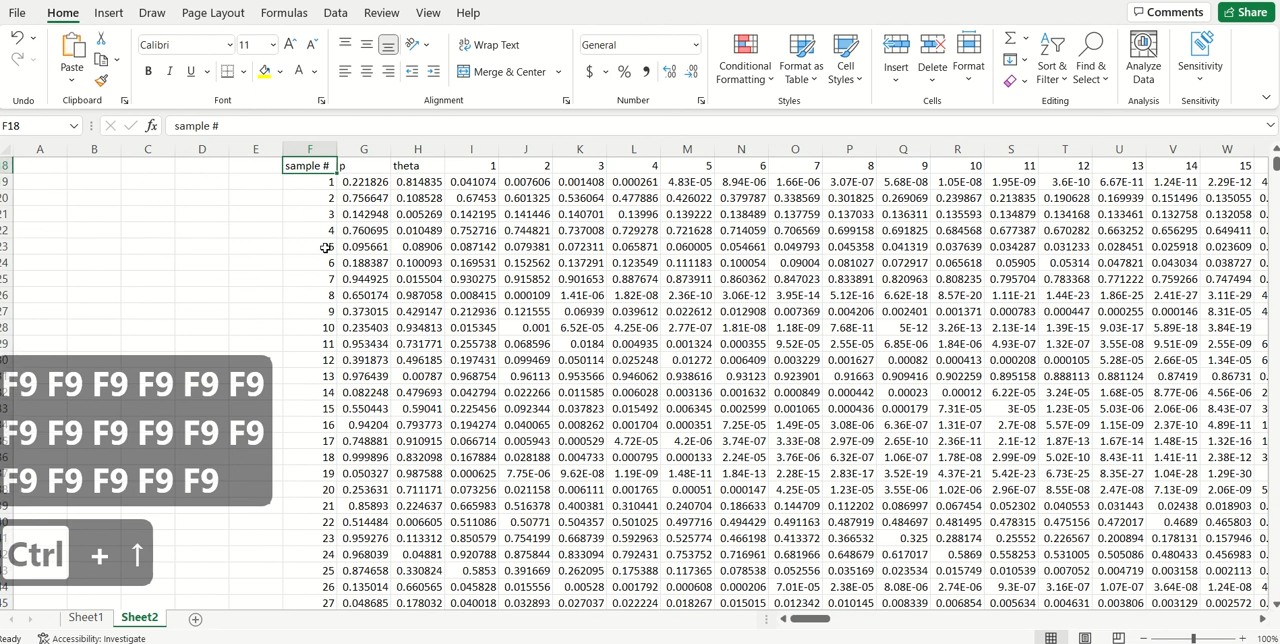 File Home Insert Draw Page Layout Formulas Data Review View Help Comments Share
Calibri 11 Wrap Text General
Paste B I U Merge & Center $ % Conditional Formatting Format as Table Cell Styles Insert Delete Format Sort & Filter Find & Select Analyze Data Sensitivity
Undo Clipboard Font Alignment Number Styles Cells Editing Analysis Sensitivity
F18 fx sample #
A B C D E F G H I J K L M N O P Q R S T U V W
8 sample # p theta 1 2 3 4 5 6 7 8 9 10 11 12 13 14 15
9 1 0.221826 0.814835 0.041074 0.007606 0.001408 0.000261 4.83E-05 8.94E-06 1.66E-06 3.07E-07 5.68E-08 1.05E-08 1.95E-09 3.6E-10 6.67E-11 1.24E-11 2.29E-12 4
20 2 0.756647 0.108528 0.67453 0.601325 0.536064 0.477886 0.426022 0.379787 0.338569 0.301825 0.269069 0.239867 0.213835 0.190628 0.169939 0.151496 0.135055 0.
21 3 0.142948 0.005269 0.142195 0.141446 0.140701 0.13996 0.139222 0.138489 0.137759 0.137033 0.136311 0.135593 0.134879 0.134168 0.133461 0.132758 0.132058 0.
22 4 0.760695 0.010489 0.752716 0.744821 0.737008 0.729278 0.721628 0.714059 0.706569 0.699158 0.691825 0.684568 0.677387 0.670282 0.663252 0.656295 0.649411 0.
23 0.095661 0.08906 0.087142 0.079381 0.072311 0.065871 0.060005 0.054661 0.049793 0.045358 0.041319 0.037639 0.034287 0.031233 0.028451 0.025918 0.023609 0.
24 6 0.188387 0.100093 0.169531 0.152562 0.137291 0.123549 0.111183 0.100054 0.09004 0.081027 0.072917 0.065618 0.05905 0.05314 0.047821 0.043034 0.038727 0.
25 7 0.944925 0.015504 0.930275 0.915852 0.901653 0.887674 0.873911 0.860362 0.847023 0.833891 0.820963 0.808235 0.795704 0.783368 0.771222 0.759266 0.747494 0.
26 8 0.650174 0.987058 0.008415 0.000109 1.41E-06 1.82E-08 2.36E-10 3.06E-12 3.95E-14 5.12E-16 6.62E-18 8.57E-20 1.11E-21 1.44E-23 1.86E-25 2.41E-27 3.11E-29 4
27 9 0.373015 0.429147 0.212936 0.121555 0.06939 0.039612 0.022612 0.012908 0.007369 0.004206 0.002401 0.001371 0.000783 0.000447 0.000255 0.000146 8.31E-05 4
28 10 0.235403 0.934813 0.015345 0.001 6.52E-05 4.25E-06 2.77E-07 1.81E-08 1.18E-09 7.68E-11 5E-12 3.26E-13 2.13E-14 1.39E-15 9.03E-17 5.89E-18 3.84E-19
29 11 0.953434 0.731771 0.255738 0.068596 0.0184 0.004935 0.001324 0.000355 9.52E-05 2.55E-05 6.85E-06 1.84E-06 4.93E-07 1.32E-07 3.55E-08 9.51E-09 2.55E-09 6
12 0.391873 0.496185 0.197431 0.099469 0.050114 0.025248 0.01272 0.006409 0.003229 0.001627 0.00082 0.000413 0.000208 0.000105 5.28E-05 2.66E-05 1.34E-05 6
13 0.976439 0.00787 0.968754 0.96113 0.953566 0.946062 0.938616 0.93123 0.923901 0.91663 0.909416 0.902259 0.895158 0.888113 0.881124 0.87419 0.86731 0.
14 0.082248 0.479693 0.042794 0.022266 0.011585 0.006028 0.003136 0.001632 0.000849 0.000442 0.00023 0.00012 6.22E-05 3.24E-05 1.68E-05 8.77E-06 4.56E-06 2
15 0.550443 0.59041 0.225456 0.092344 0.037823 0.015492 0.006345 0.002599 0.001065 0.000436 0.000179 7.31E-05 3E-05 1.23E-05 5.03E-06 2.06E-06 8.43E-07 3
16 0.94204 0.793773 0.194274 0.040065 0.008262 0.001704 0.000351 7.25E-05 1.49E-05 3.08E-06 6.36E-07 1.31E-07 2.7E-08 5.57E-09 1.15E-09 2.37E-10 4.89E-11 1
17 0.748881 0.910915 0.066714 0.005943 0.000529 4.72E-05 4.2E-06 3.74E-07 3.33E-08 2.97E-09 2.65E-10 2.36E-11 2.1E-12 1.87E-13 1.67E-14 1.48E-15 1.32E-16 1
18 0.999896 0.832098 0.167884 0.028188 0.004733 0.000795 0.000133 2.24E-05 3.76E-06 6.32E-07 1.06E-07 1.78E-08 2.99E-09 5.02E-10 8.43E-11 1.41E-11 2.38E-12 3
19 0.050327 0.987588 0.000625 7.75E-06 9.62E-08 1.19E-09 1.48E-11 1.84E-13 2.28E-15 2.83E-17 3.52E-19 4.37E-21 5.42E-23 6.73E-25 8.35E-27 1.04E-28 1.29E-30
20 0.253631 0.711171 0.073256 0.021158 0.006111 0.001765 0.00051 0.000147 4.25E-05 1.23E-05 3.55E-06 1.02E-06 2.96E-07 8.55E-08 2.47E-08 7.13E-09 2.06E-09 5
21 0.85893 0.224637 0.665983 0.516378 0.400381 0.310441 0.240704 0.186633 0.144709 0.112202 0.086997 0.067454 0.052302 0.040553 0.031443 0.02438 0.018903 0.
22 0.514484 0.006605 0.511086 0.50771 0.504357 0.501025 0.497716 0.494429 0.491163 0.487919 0.484697 0.481495 0.478315 0.475156 0.472017 0.4689 0.465803 0.
23 0.959276 0.113312 0.850579 0.754199 0.668739 0.592963 0.525774 0.466198 0.413372 0.366532 0.325 0.288174 0.25552 0.226567 0.200894 0.178131 0.157946 0.
24 0.968039 0.04881 0.920788 0.875844 0.833094 0.792431 0.753752 0.716961 0.681966 0.648679 0.617017 0.5869 0.558253 0.531005 0.505086 0.480433 0.456983 0.
25 0.874658 0.330824 0.5853 0.391669 0.262095 0.175388 0.117365 0.078538 0.052556 0.035169 0.023534 0.015749 0.010539 0.007052 0.004719 0.003158 0.002113 0.
26 0.135014 0.660565 0.045828 0.015556 0.00528 0.001792 0.000608 0.000206 7.01E-05 2.38E-05 8.08E-06 2.74E-06 9.3E-07 3.16E-07 1.07E-07 3.64E-08 1.24E-08 4
27 0.048685 0.178032 0.040018 0.032893 0.027037 0.022224 0.018267 0.015015 0.012342 0.010145 0.008339 0.006854 0.005634 0.004631 0.003806 0.003129 0.002572 0.
F9 F9 F9 F9 F9 F9
F9 F9 F9 F9 F9 F9
F9 F9 F9 F9 F9
Ctrl + ↑
Sheet1 Sheet2
Ready Accessibility: Investigate 100%